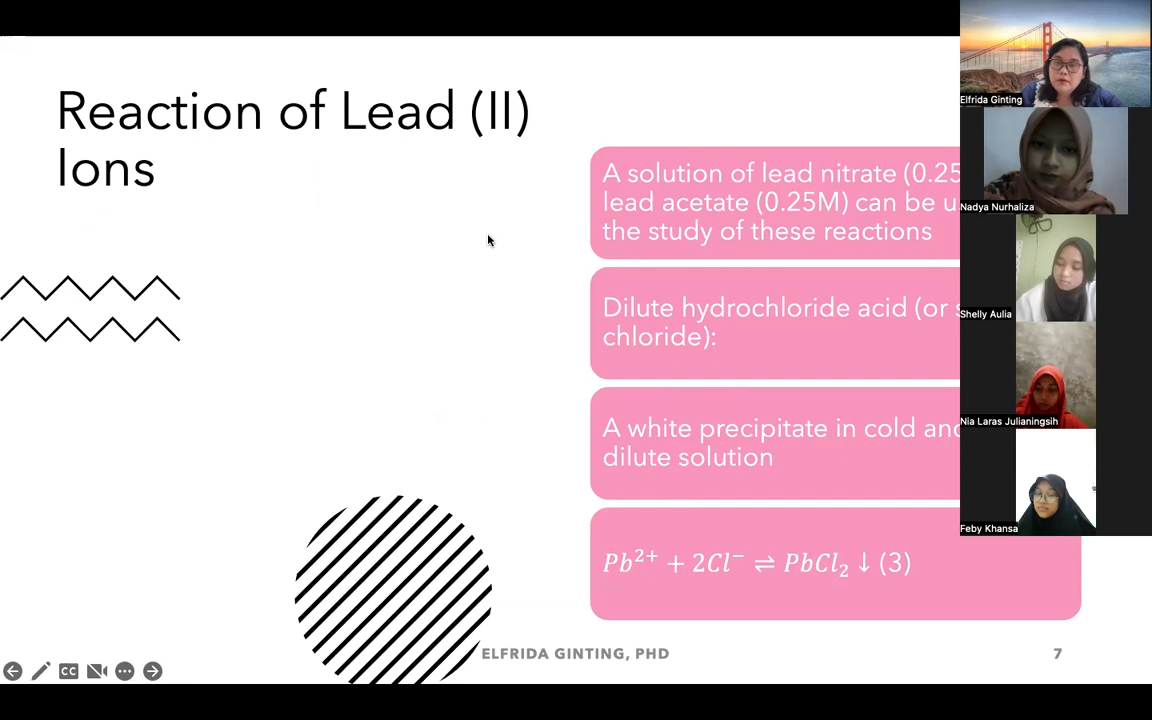 Reaction of Lead (II)
Ions
A solution of lead nitrate (0.25
lead acetate (0.25M) can be u
the study of these reactions
Dilute hydrochloride acid (or
chloride):
A white precipitate in cold and
dilute solution
Pb²⁺ + 2Cl⁻ ⇌ PbCl₂ ↓ (3)
ELFRIDA GINTING, PHD
7
Elfrida Ginting
Nadya Nurhaliza
Shelly Aulia
Nia Laras Julianingsih
Feby Khansa
CC